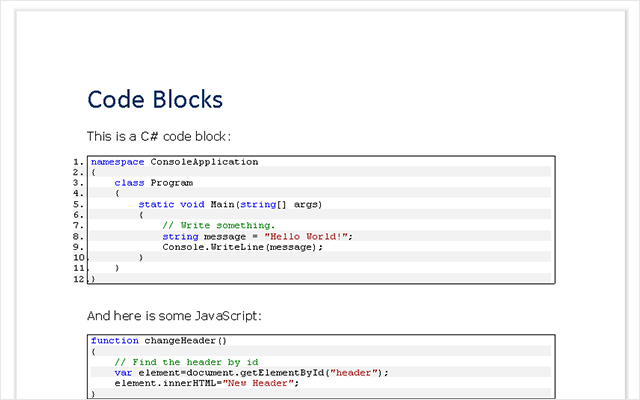 Code Blocks
This is a C# code block:
1. namespace ConsoleApplication
2. {
3.     class Program
4.     {
5.         static void Main(string[] args)
6.         {
7.             // Write something.
8.             string message = "Hello World!";
9.             Console.WriteLine(message);
10.         }
11.     }
12. }
And here is some JavaScript:
function changeHeader()
{
    // Find the header by id
    var element=document.getElementById("header");
    element.innerHTML="New Header";
}